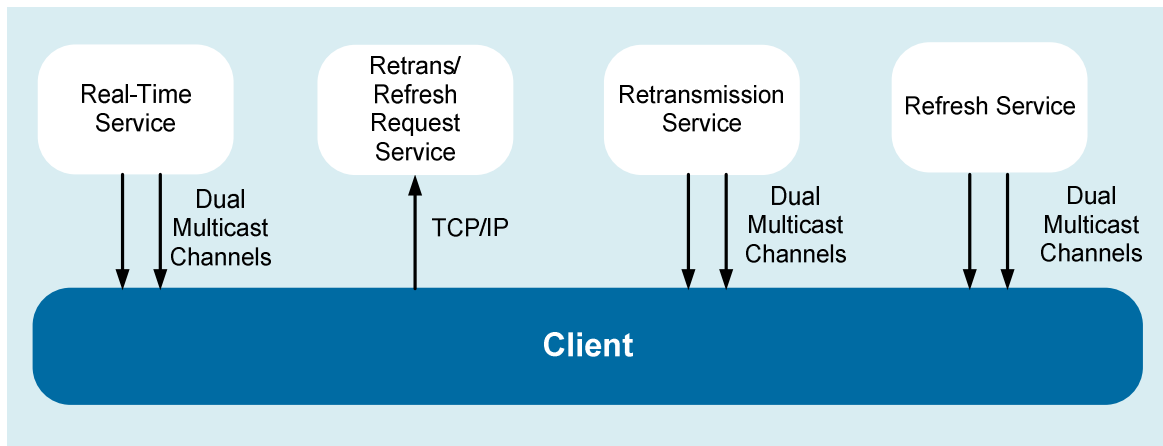 Real-Time
Service
Retrans/
Refresh
Request
Service
Retransmission
Service
Refresh Service
Dual
Multicast
Channels
TCP/IP
Dual
Multicast
Channels
Dual
Multicast
Channels
Client